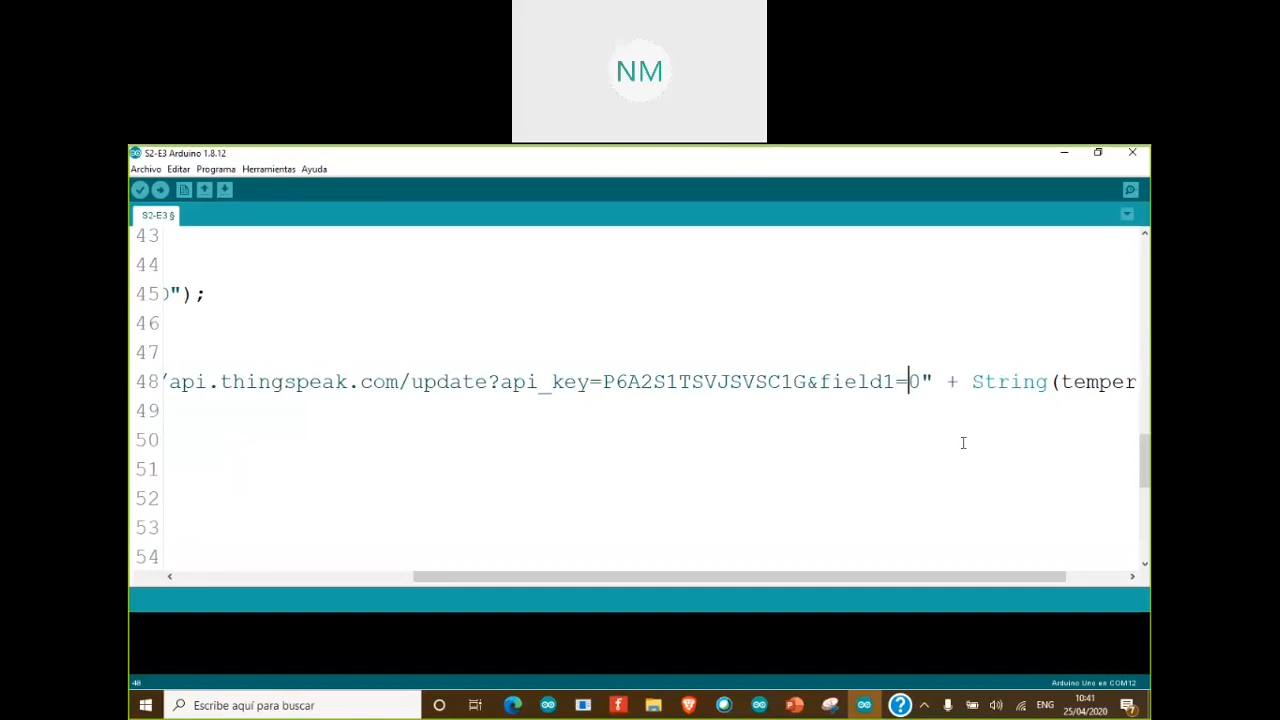 NM
S2-E3 Arduino 1.8.12
Archivo Editar Programa Herramientas Ayuda
S2-E3 §
43
44
45 ");
46
47
48 /api.thingspeak.com/update?api_key=P6A2S1TSVJSVSC1G&field1=0" + String(temper
49
50
51
52
53
54
48 Arduino Uno en COM12
Escribe aquí para buscar
ENG
10:41
25/04/2020
7